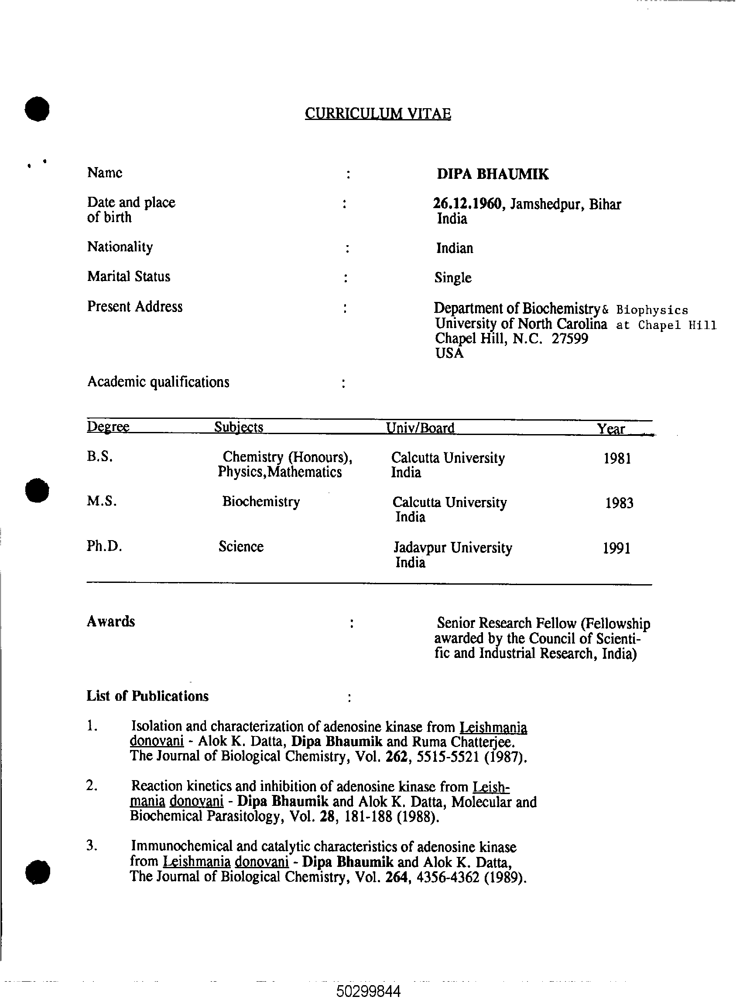 CURRICULUM VITAE
Name : DIPA BHAUMIK
Date and place : 26.12.1960, Jamshedpur, Bihar
of birth India
Nationality : Indian
Marital Status : Single
Present Address : Department of Biochemistry & Biophysics
University of North Carolina at Chapel Hill
Chapel Hill, N.C. 27599
USA
Academic qualifications :
Degree Subjects Univ/Board Year
B.S. Chemistry (Honours), Calcutta University 1981
Physics,Mathematics India
M.S. Biochemistry Calcutta University 1983
India
Ph.D. Science Jadavpur University 1991
India
Awards : Senior Research Fellow (Fellowship
awarded by the Council of Scienti-
fic and Industrial Research, India)
List of Publications :
1. Isolation and characterization of adenosine kinase from Leishmania
donovani - Alok K. Datta, Dipa Bhaumik and Ruma Chatterjee.
The Journal of Biological Chemistry, Vol. 262, 5515-5521 (1987).
2. Reaction kinetics and inhibition of adenosine kinase from Leish-
mania donovani - Dipa Bhaumik and Alok K. Datta, Molecular and
Biochemical Parasitology, Vol. 28, 181-188 (1988).
3. Immunochemical and catalytic characteristics of adenosine kinase
from Leishmania donovani - Dipa Bhaumik and Alok K. Datta,
The Journal of Biological Chemistry, Vol. 264, 4356-4362 (1989).
50299844